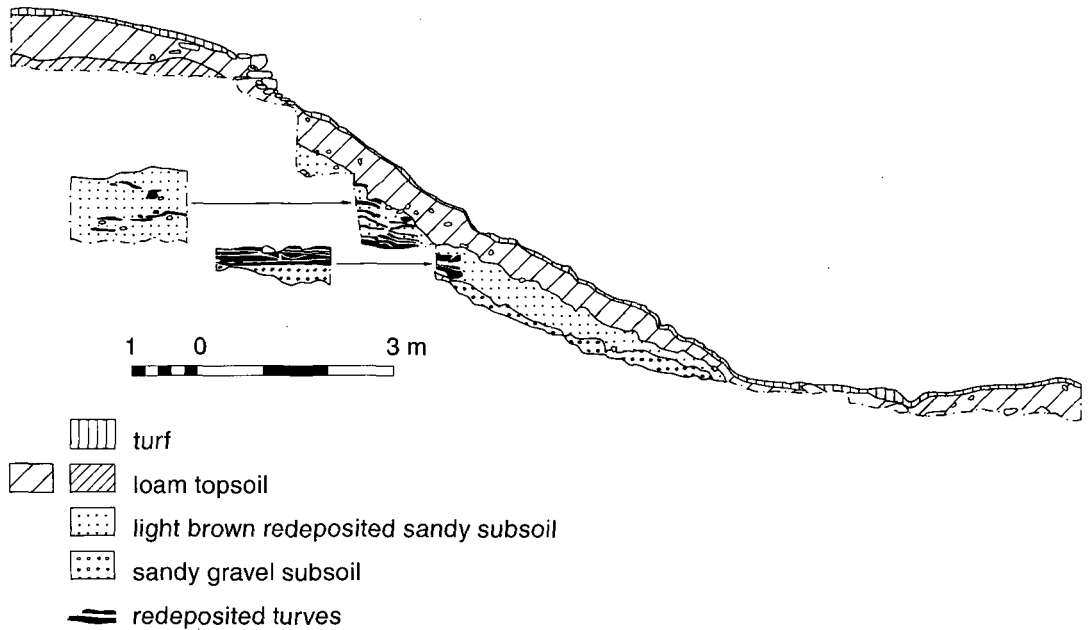 1 0 3 m
turf
loam topsoil
light brown redeposited sandy subsoil
sandy gravel subsoil
redeposited turves